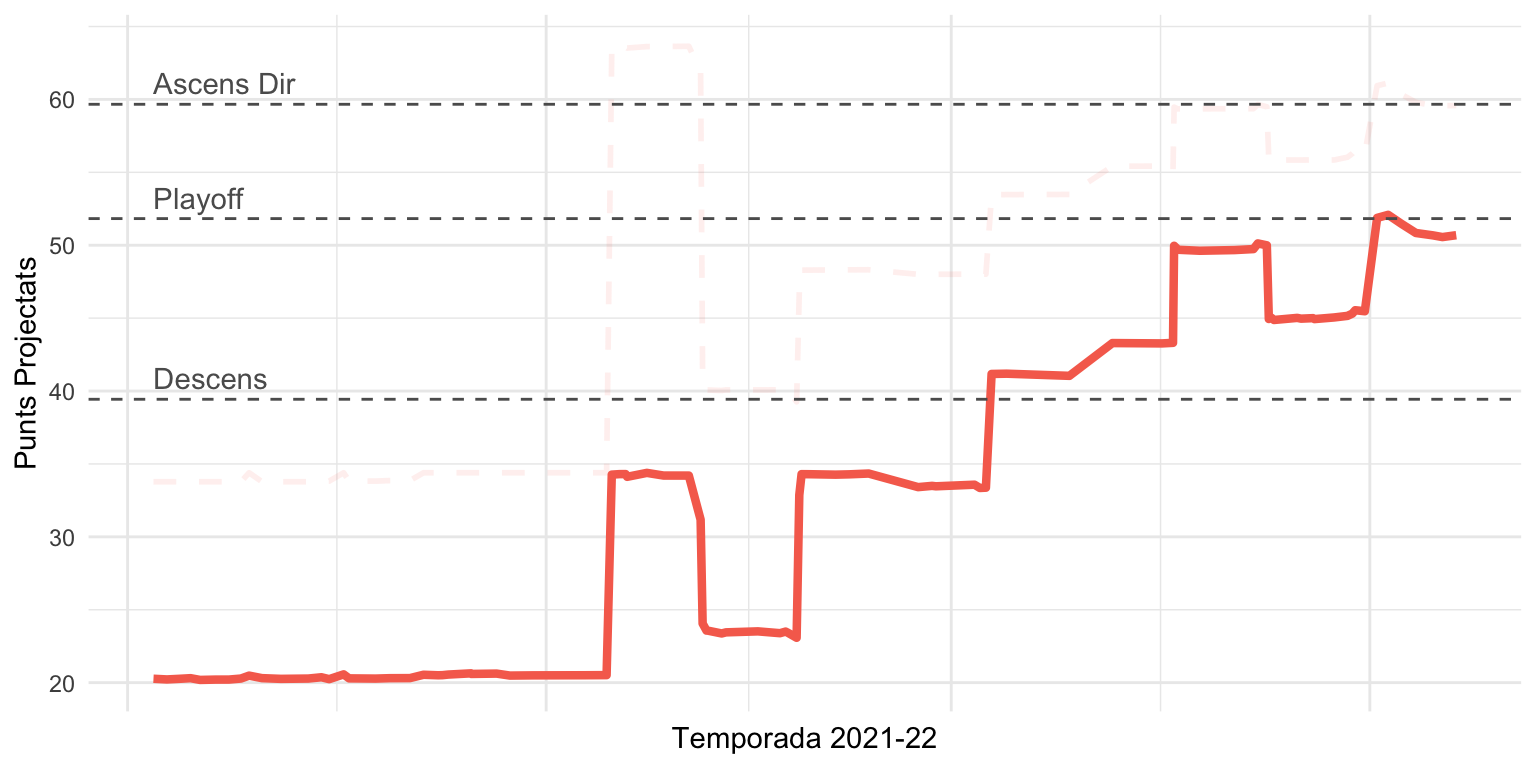 Ascens Dir
60
Playoff
50
Descens
40
30
20
Punts Projectats
Temporada 2021-22